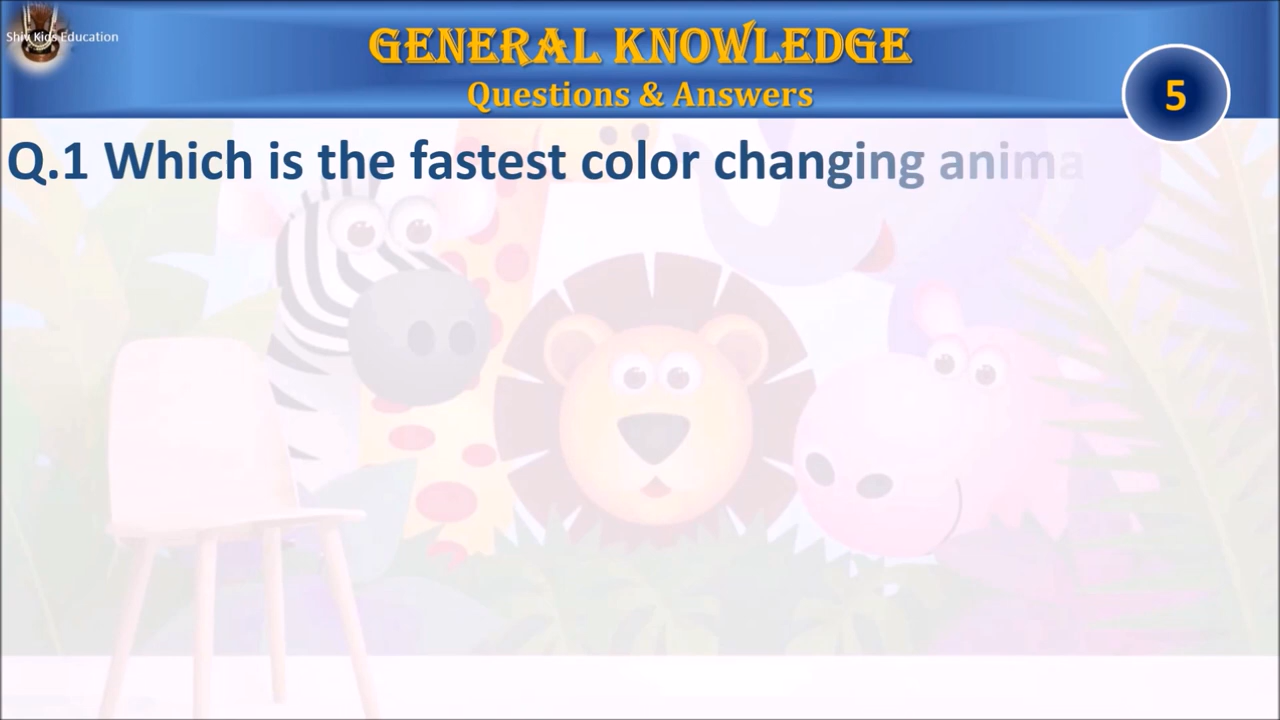 Shiv Kids Education
GENERAL KNOWLEDGE
Questions & Answers
5
Q.1 Which is the fastest color changing anima